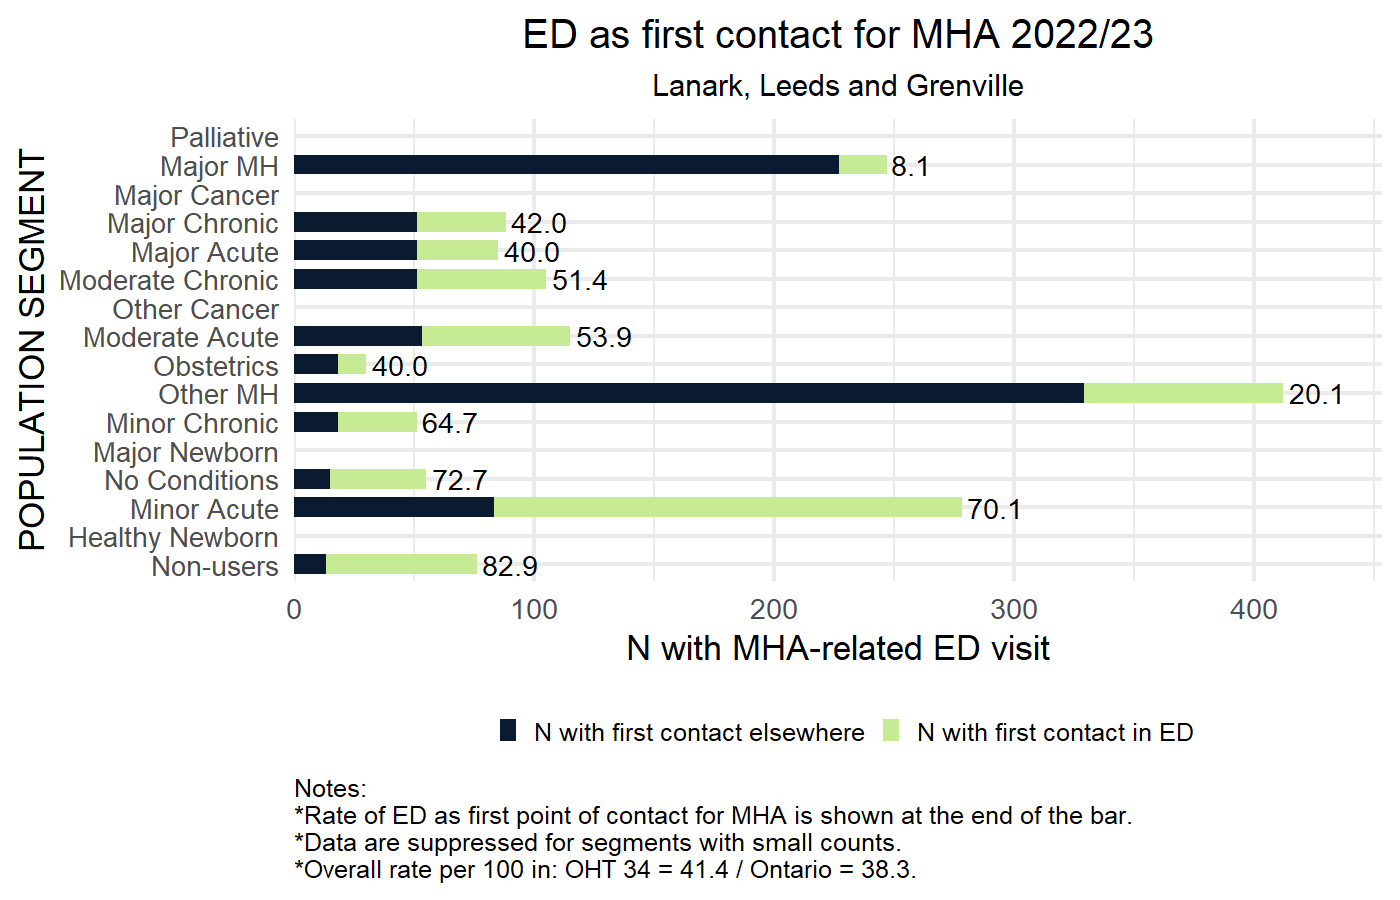 ED as first contact for MHA 2022/23
Lanark, Leeds and Grenville
POPULATION SEGMENT
Palliative
Major MH 8.1
Major Cancer
Major Chronic 42.0
Major Acute 40.0
Moderate Chronic 51.4
Other Cancer
Moderate Acute 53.9
Obstetrics 40.0
Other MH 20.1
Minor Chronic 64.7
Major Newborn
No Conditions 72.7
Minor Acute 70.1
Healthy Newborn
Non-users 82.9
0 100 200 300 400
N with MHA-related ED visit
N with first contact elsewhere N with first contact in ED
Notes:
*Rate of ED as first point of contact for MHA is shown at the end of the bar.
*Data are suppressed for segments with small counts.
*Overall rate per 100 in: OHT 34 = 41.4 / Ontario = 38.3.